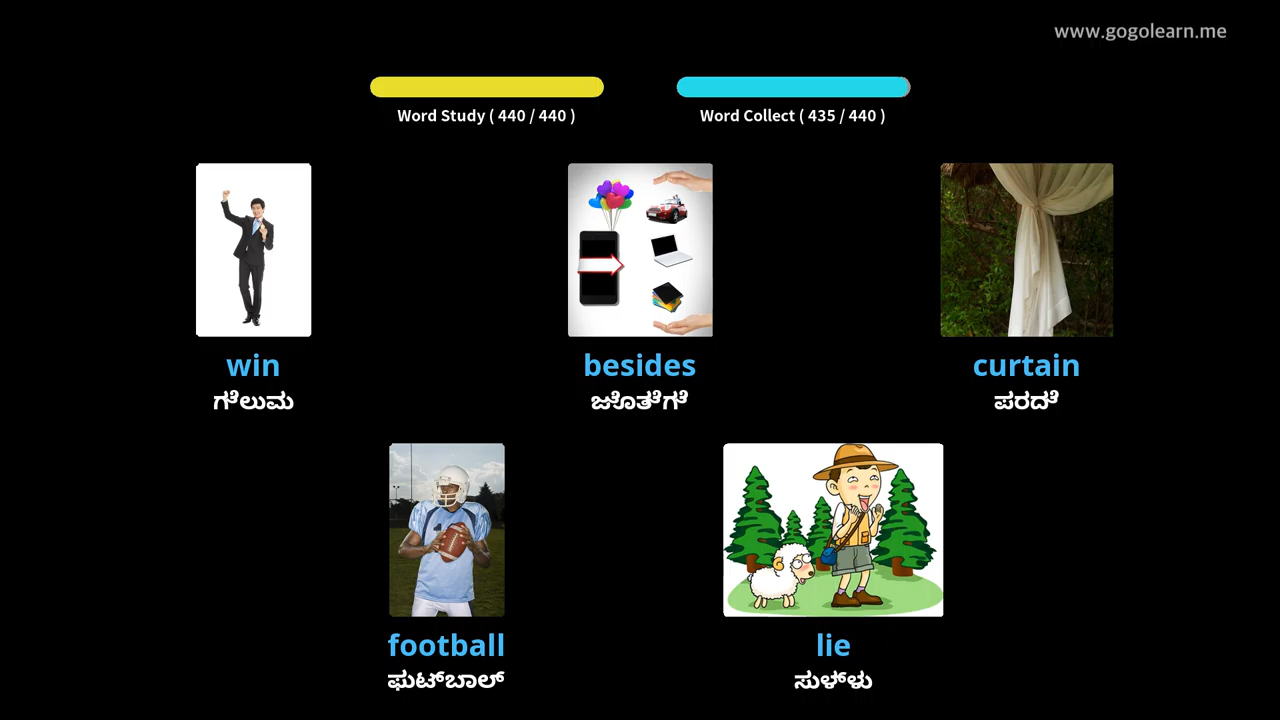 www.gogolearn.me
Word Study ( 440 / 440 )
Word Collect ( 435 / 440 )
win
ಗೆಲುಮ
besides
ಜೊತೆಗೆ
curtain
ಪರದೆ
football
ಫುಟ್ಬಾಲ್
lie
ಸುಳ್ಳು